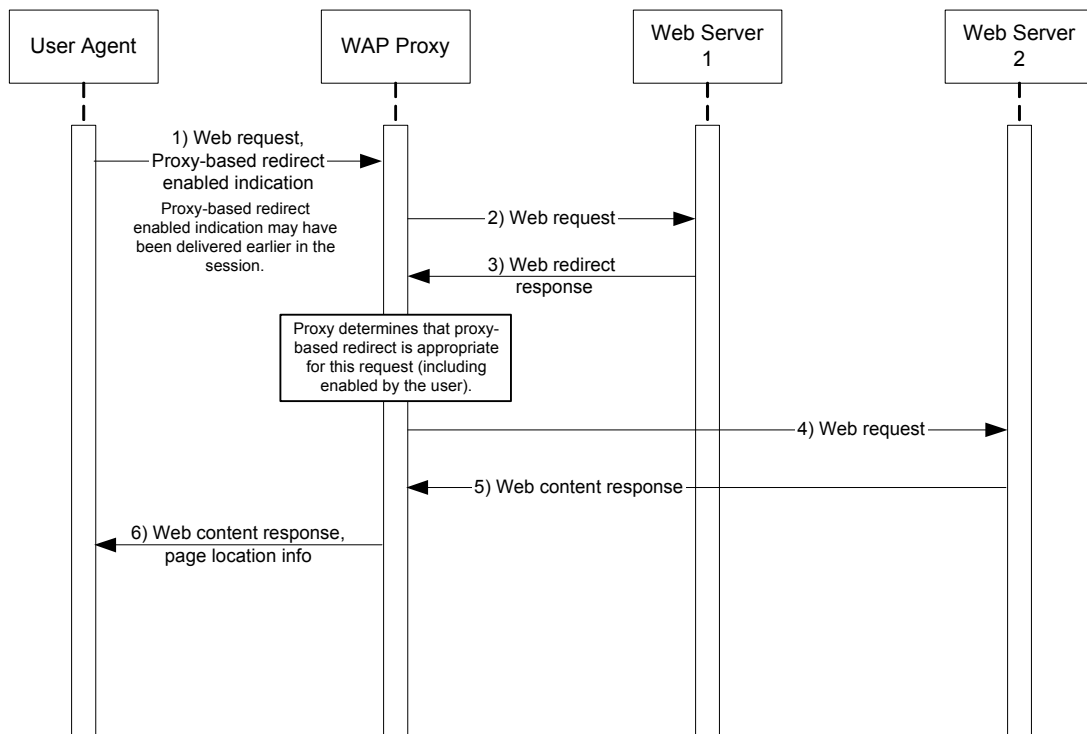 User Agent
WAP Proxy
Web Server
1
Web Server
2
1) Web request,
Proxy-based redirect
enabled indication
Proxy-based redirect
enabled indication may have
been delivered earlier in the
session.
2) Web request
3) Web redirect
response
Proxy determines that proxy-
based redirect is appropriate
for this request (including
enabled by the user).
4) Web request
5) Web content response
6) Web content response,
page location info